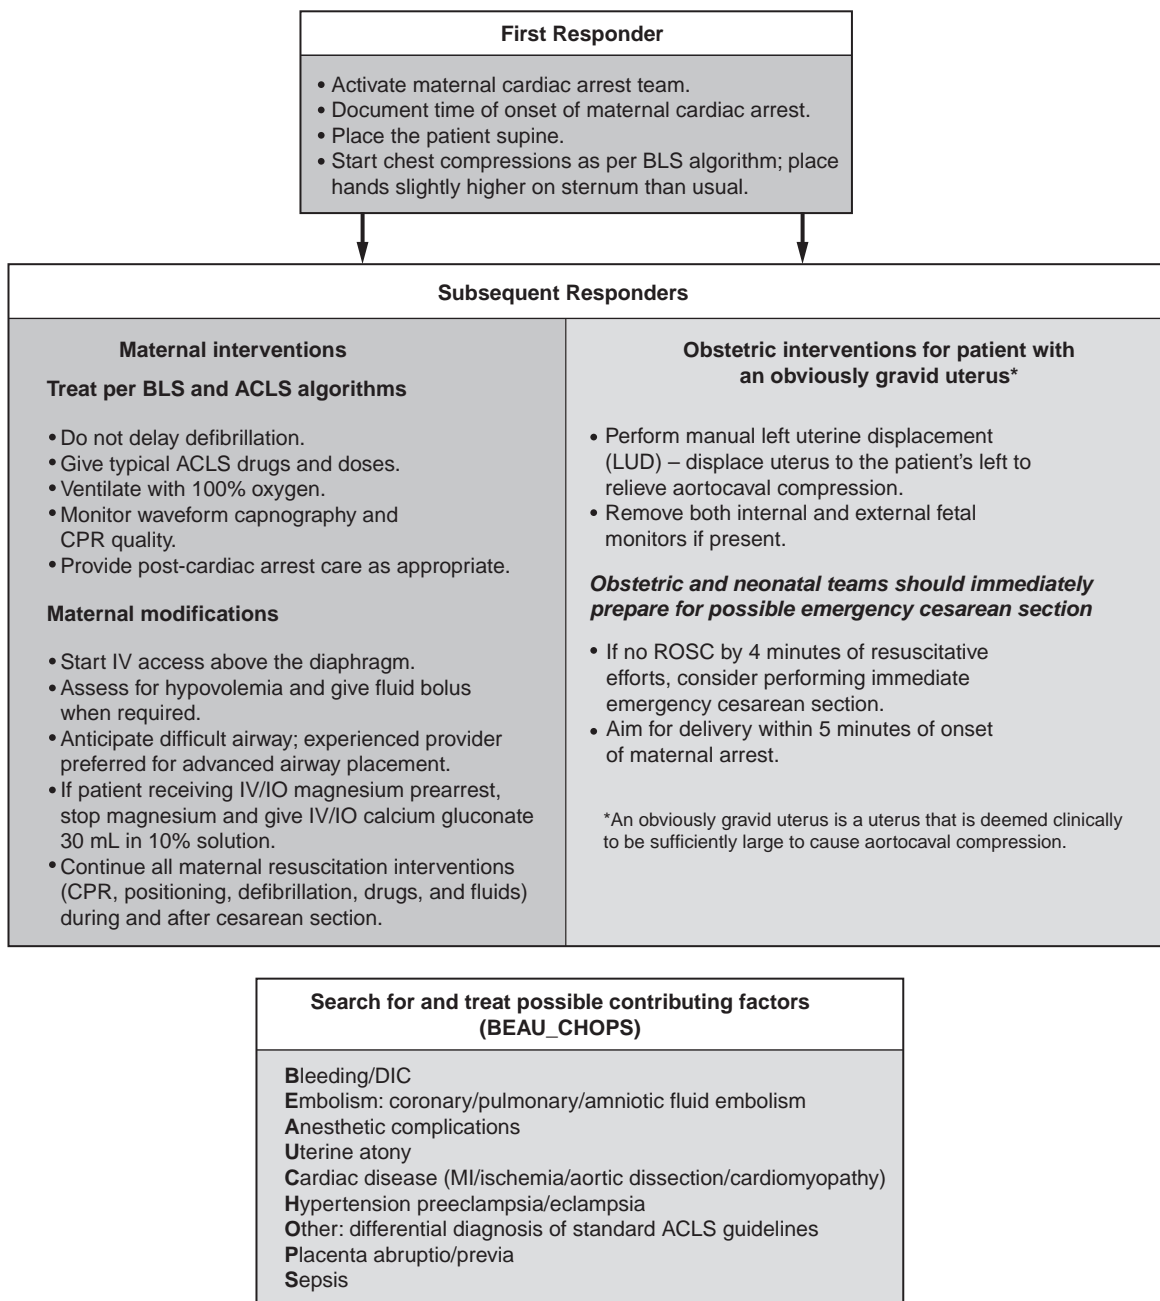 First Responder
• Activate maternal cardiac arrest team.
• Document time of onset of maternal cardiac arrest.
• Place the patient supine.
• Start chest compressions as per BLS algorithm; place
hands slightly higher on sternum than usual.
Subsequent Responders
Maternal interventions
Treat per BLS and ACLS algorithms
• Do not delay defibrillation.
• Give typical ACLS drugs and doses.
• Ventilate with 100% oxygen.
• Monitor waveform capnography and
CPR quality.
• Provide post-cardiac arrest care as appropriate.
Maternal modifications
• Start IV access above the diaphragm.
• Assess for hypovolemia and give fluid bolus
when required.
• Anticipate difficult airway; experienced provider
preferred for advanced airway placement.
• If patient receiving IV/IO magnesium prearrest,
stop magnesium and give IV/IO calcium gluconate
30 mL in 10% solution.
• Continue all maternal resuscitation interventions
(CPR, positioning, defibrillation, drugs, and fluids)
during and after cesarean section.
Obstetric interventions for patient with
an obviously gravid uterus*
• Perform manual left uterine displacement
(LUD) – displace uterus to the patient’s left to
relieve aortocaval compression.
• Remove both internal and external fetal
monitors if present.
Obstetric and neonatal teams should immediately
prepare for possible emergency cesarean section
• If no ROSC by 4 minutes of resuscitative
efforts, consider performing immediate
emergency cesarean section.
• Aim for delivery within 5 minutes of onset
of maternal arrest.
*An obviously gravid uterus is a uterus that is deemed clinically
to be sufficiently large to cause aortocaval compression.
Search for and treat possible contributing factors
(BEAU_CHOPS)
Bleeding/DIC
Embolism: coronary/pulmonary/amniotic fluid embolism
Anesthetic complications
Uterine atony
Cardiac disease (MI/ischemia/aortic dissection/cardiomyopathy)
Hypertension preeclampsia/eclampsia
Other: differential diagnosis of standard ACLS guidelines
Placenta abruptio/previa
Sepsis